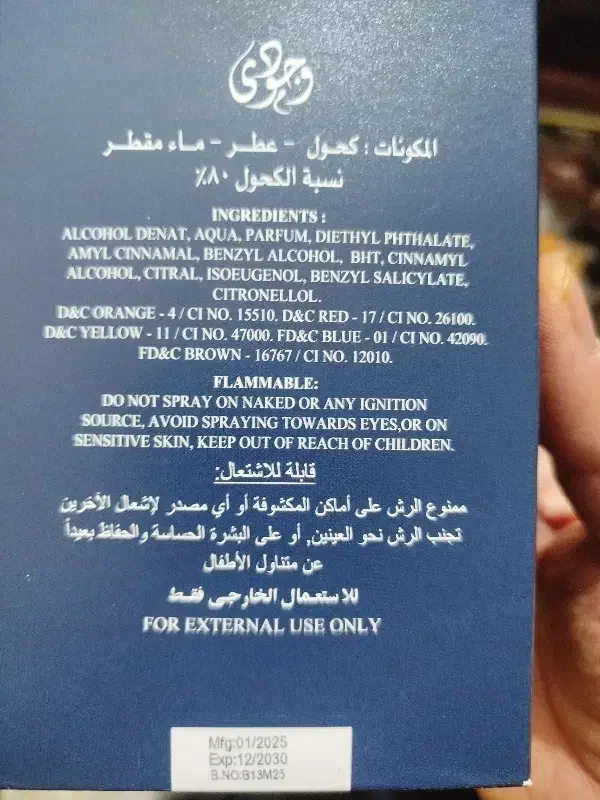 وجودي
المكونات : كحول - عطر - ماء مقطر
نسبة الكحول ٨٠٪
INGREDIENTS :
ALCOHOL DENAT, AQUA, PARFUM, DIETHYL PHTHALATE,
AMYL CINNAMAL, BENZYL ALCOHOL, BHT, CINNAMYL
ALCOHOL, CITRAL, ISOEUGENOL, BENZYL SALICYLATE,
CITRONELLOL.
D&C ORANGE - 4 / CI NO. 15510. D&C RED - 17 / CI NO. 26100.
D&C YELLOW - 11 / CI NO. 47000. FD&C BLUE - 01 / CI NO. 42090.
FD&C BROWN - 16767 / CI NO. 12010.
FLAMMABLE:
DO NOT SPRAY ON NAKED OR ANY IGNITION
SOURCE, AVOID SPRAYING TOWARDS EYES,OR ON
SENSITIVE SKIN, KEEP OUT OF REACH OF CHILDREN.
قابلة للاشتعال:
ممنوع الرش على أماكن المكشوفة أو أي مصدر لإشعال الآخرين
تجنب الرش نحو العينين, أو على البشرة الحساسة والحفاظ بعيداً
عن متناول الأطفال
للاستعمال الخارجي فقط
FOR EXTERNAL USE ONLY
Mfg:01/2025
Exp:12/2030
B.NO:B13M25